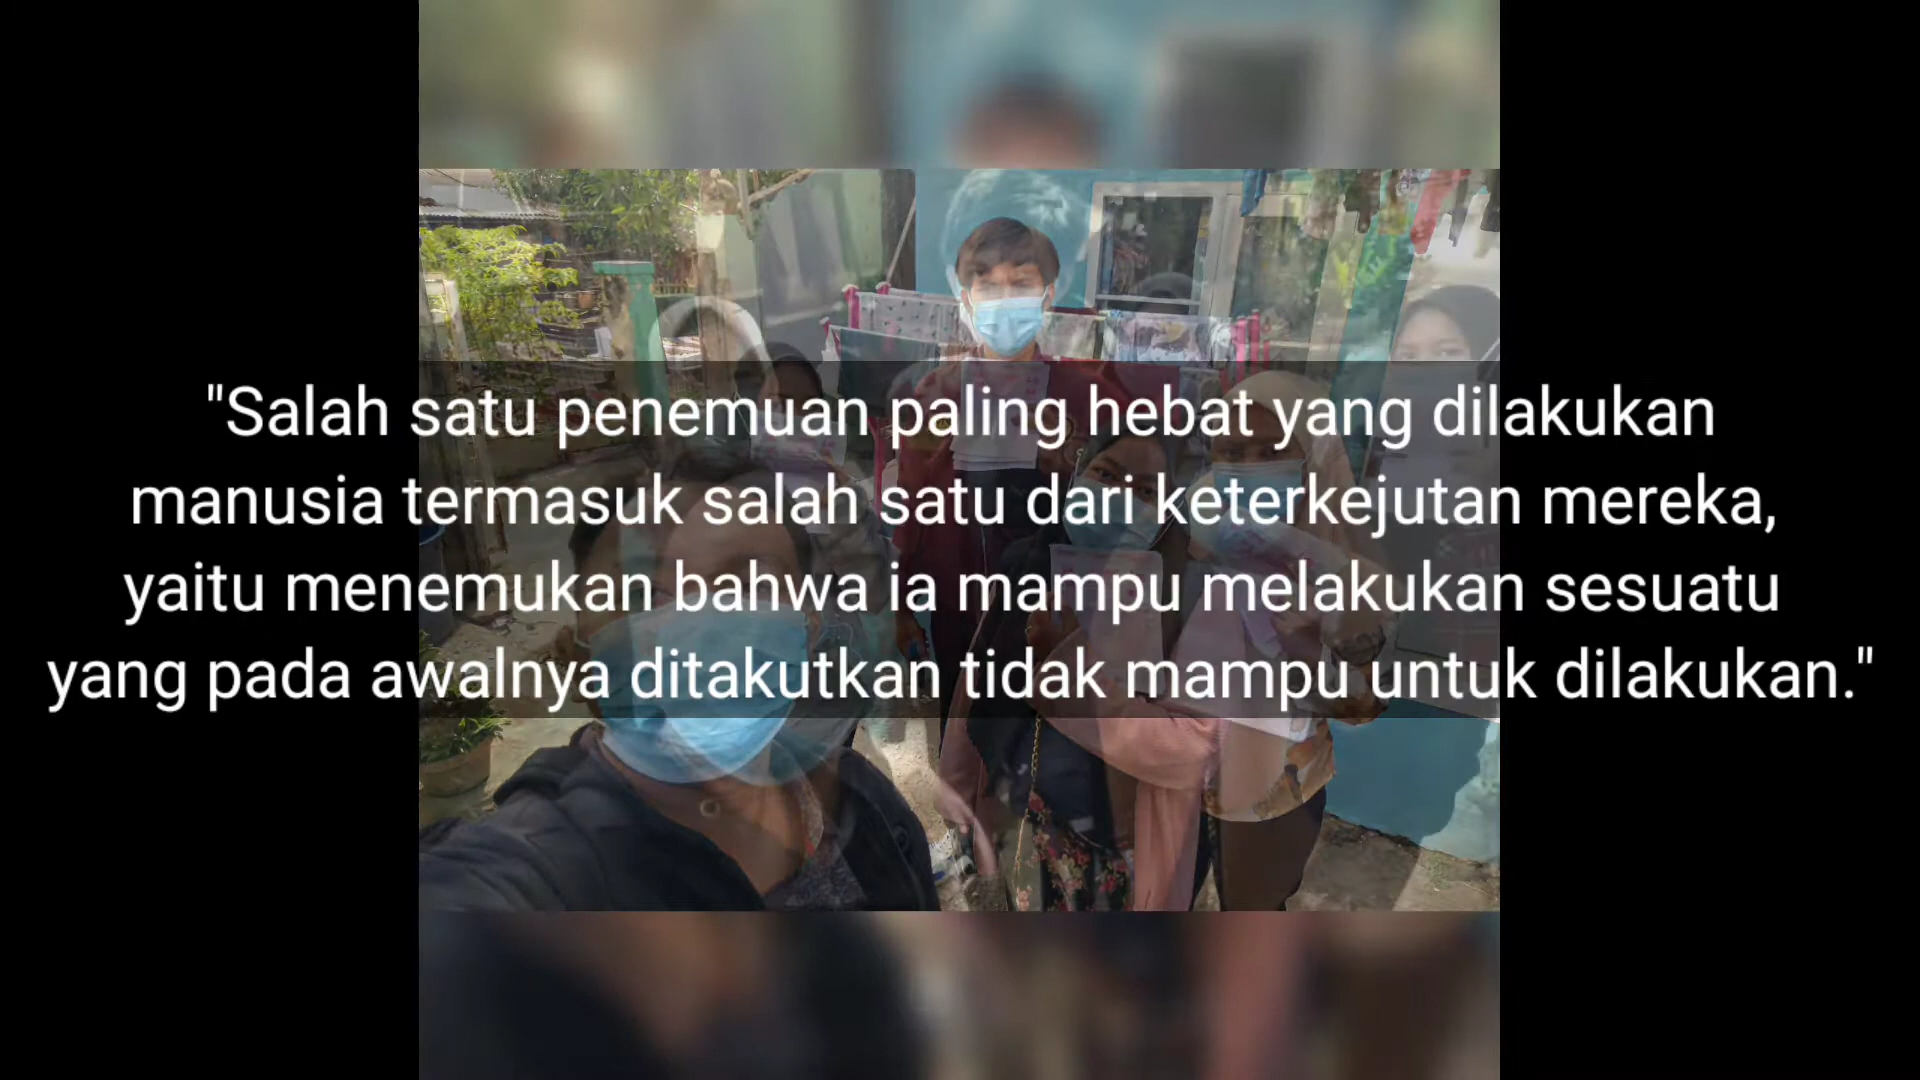 "Salah satu penemuan paling hebat yang dilakukan
manusia termasuk salah satu dari keterkejutan mereka,
yaitu menemukan bahwa ia mampu melakukan sesuatu
yang pada awalnya ditakutkan tidak mampu untuk dilakukan."